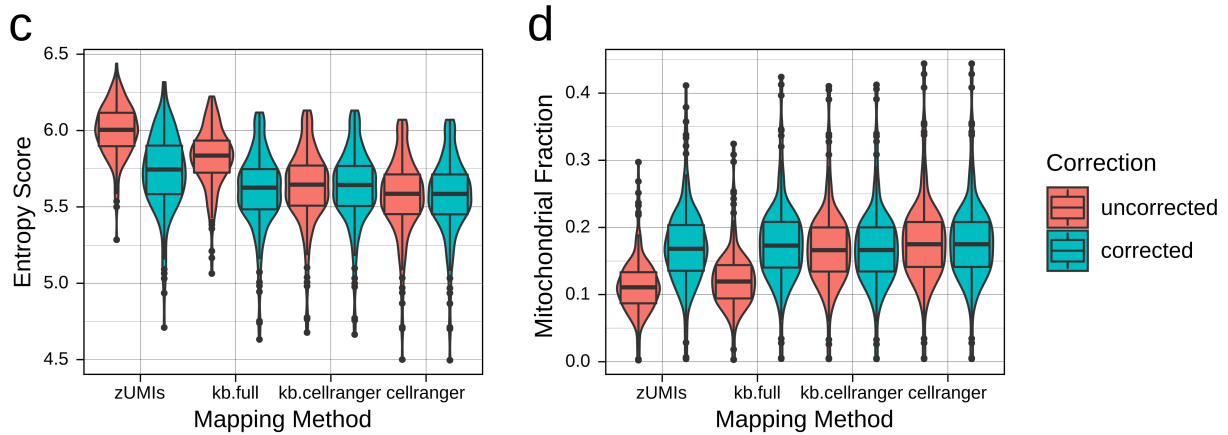 c
Entropy Score
6.5
6.0
5.5
5.0
4.5
zUMIs kb.full kb.cellranger cellranger
Mapping Method
d
Mitochondrial Fraction
0.4
0.3
0.2
0.1
0.0
zUMIs kb.full kb.cellranger cellranger
Mapping Method
Correction
uncorrected
corrected